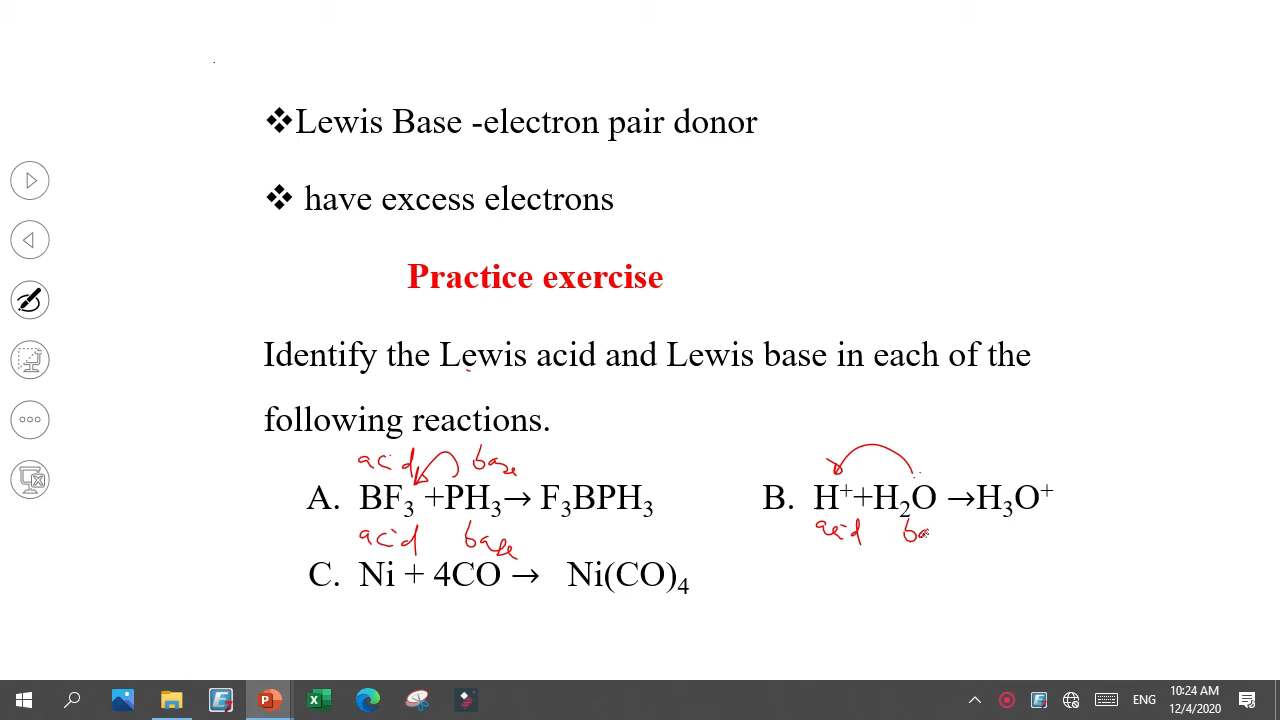 ❖Lewis Base -electron pair donor
❖ have excess electrons
Practice exercise
Identify the Lewis acid and Lewis base in each of the
following reactions.
acid base
A. BF₃ +PH₃→ F₃BPH₃ B. H⁺+H₂O →H₃O⁺
acid base acid ba
C. Ni + 4CO → Ni(CO)₄
ENG
10:24 AM
12/4/2020